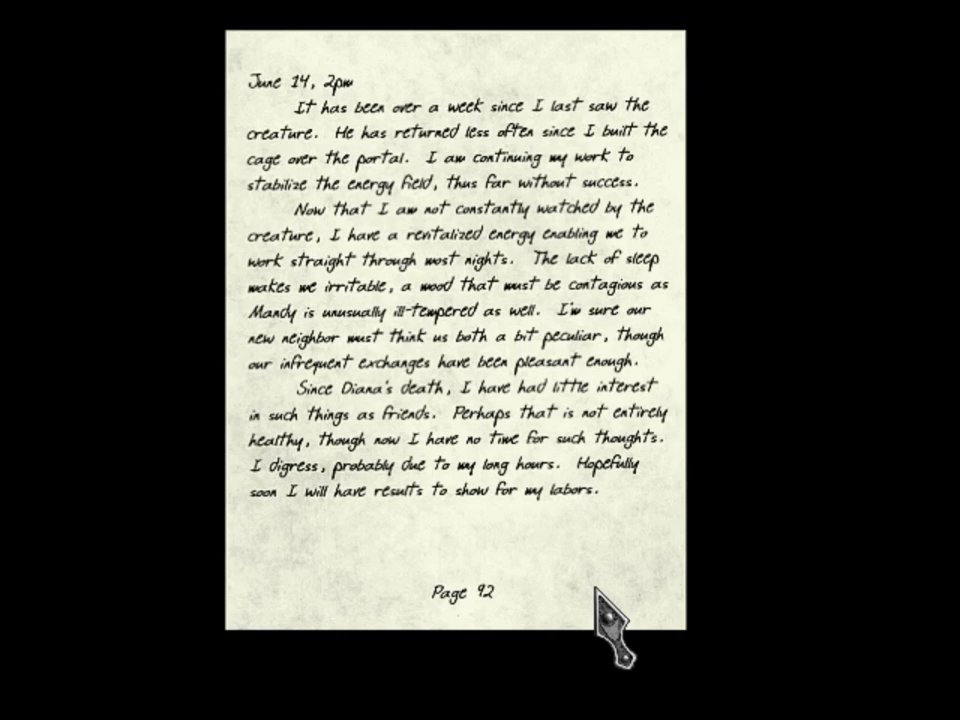 June 14, 2pm
It has been over a week since I last saw the
creature. He has returned less often since I built the
cage over the portal. I am continuing my work to
stabilize the energy field, thus far without success.
Now that I am not constantly watched by the
creature, I have a revitalized energy enabling me to
work straight through most nights. The lack of sleep
makes me irritable, a mood that must be contagious as
Mandy is unusually ill-tempered as well. I'm sure our
new neighbor must think us both a bit peculiar, though
our infrequent exchanges have been pleasant enough.
Since Diana's death, I have had little interest
in such things as friends. Perhaps that is not entirely
healthy, though now I have no time for such thoughts.
I digress, probably due to my long hours. Hopefully
soon I will have results to show for my labors.
Page 92